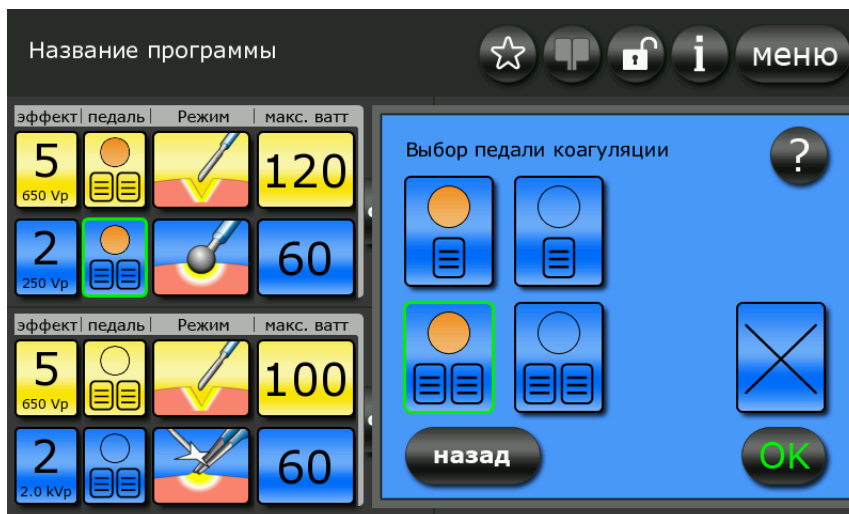 Название программы
i
меню
эффект педаль Режим макс. ватт
5
650 Vp
120
2
250 Vp
60
эффект педаль Режим макс. ватт
5
650 Vp
100
2
2.0 kVp
60
Выбор педали коагуляции
?
назад
OK